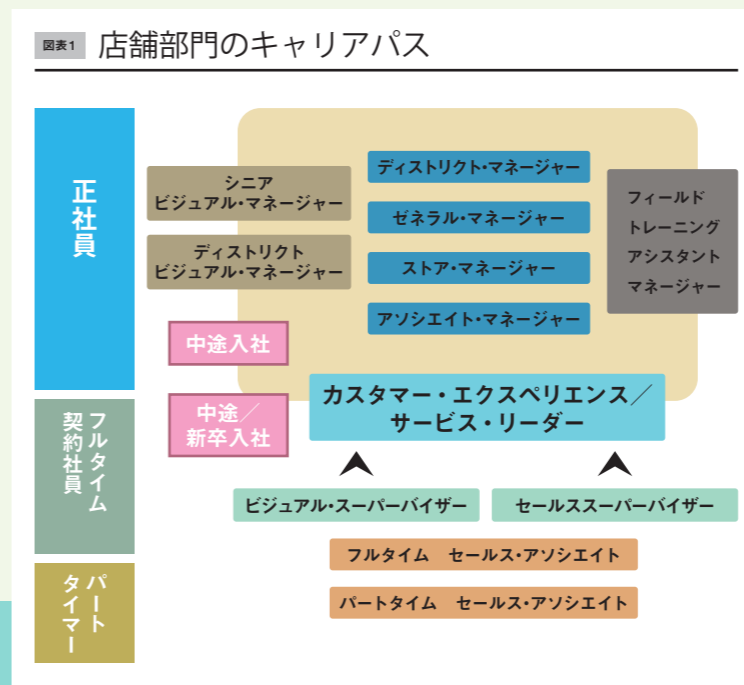 図表1 店舗部門のキャリアパス
正社員
シニア
ビジュアル・マネージャー
ディストリクト
ビジュアル・マネージャー
ディストリクト・マネージャー
ゼネラル・マネージャー
ストア・マネージャー
アソシエイト・マネージャー
フィールド
トレーニング
アシスタント
マネージャー
中途入社
中途／
新卒入社
カスタマー・エクスペリエンス／
サービス・リーダー
フルタイム
契約社員
ビジュアル・スーパーバイザー
セールススーパーバイザー
フルタイム　セールス・アソシエイト
パート
タイマー
パートタイム　セールス・アソシエイト